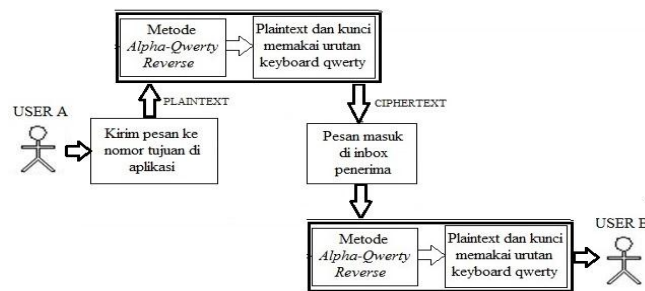 Metode
Alpha-Qwerty
Reverse
Plaintext dan kunci
memakai urutan
keyboard qwerty
PLAINTEXT
CIPHERTEXT
USER A
Kirim pesan ke
nomor tujuan di
aplikasi
Pesan masuk
di inbox
penerima
Metode
Alpha-Qwerty
Reverse
Plaintext dan kunci
memakai urutan
keyboard qwerty
USER B